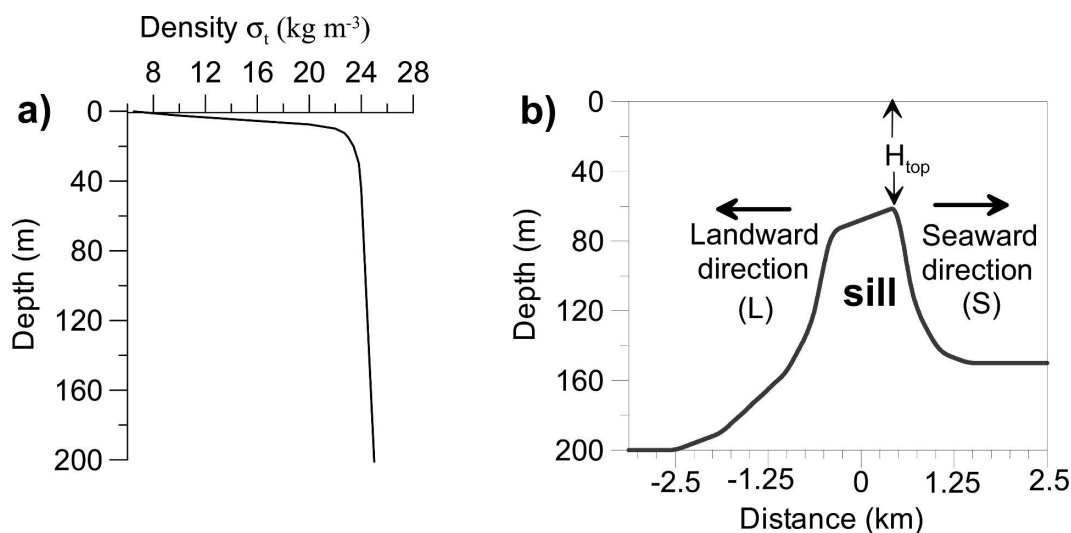 Density σt (kg m-3)
8 12 16 20 24 28
a)
0
40
80
120
160
200
Depth (m)
b)
0
40
80
120
160
200
Depth (m)
Htop
Landward
direction
(L)
Seaward
direction
(S)
sill
-2.5 -1.25 0 1.25 2.5
Distance (km)